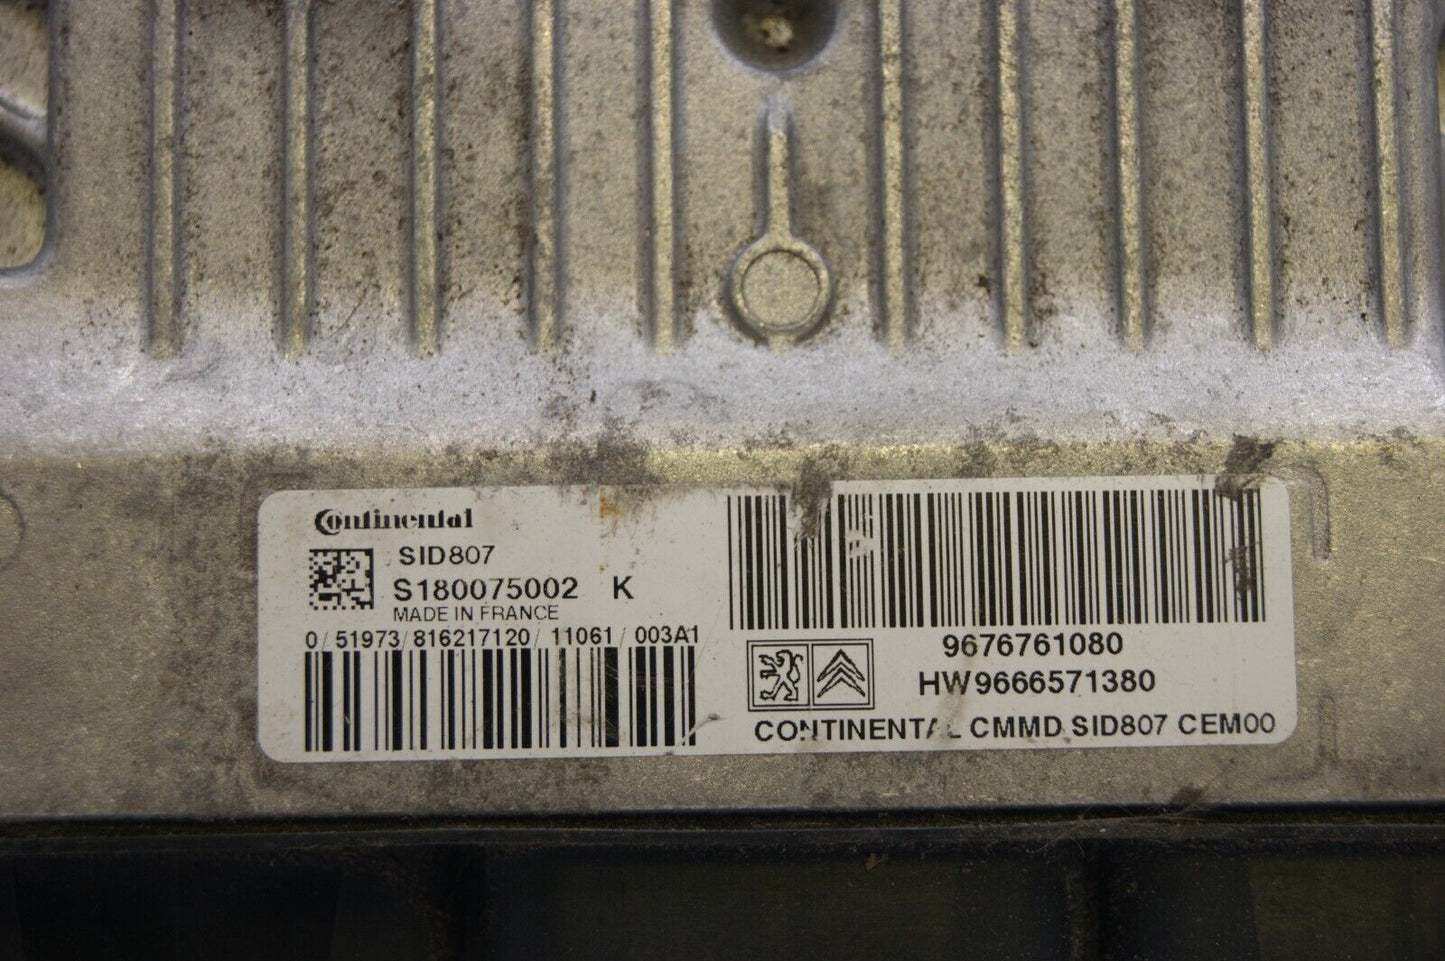 Continental
SID807
S180075002 K
MADE IN FRANCE
0/ 51973/ 816217120/ 11061/ 003A1
9676761080
HW9666571380
CONTINENTAL CMMD SID807 CEM00